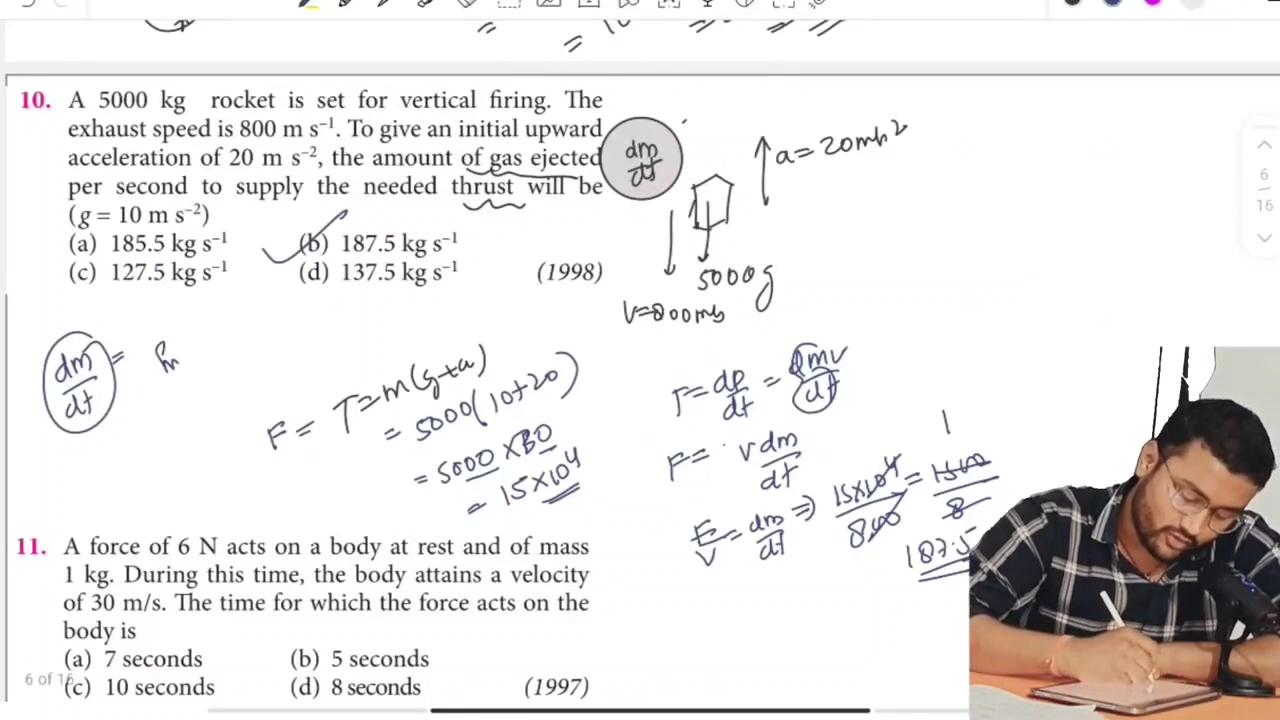 10. A 5000 kg rocket is set for vertical firing. The
exhaust speed is 800 m s⁻¹. To give an initial upward
acceleration of 20 m s⁻², the amount of gas ejected
per second to supply the needed thrust will be
(g = 10 m s⁻²)
(a) 185.5 kg s⁻¹ (b) 187.5 kg s⁻¹
(c) 127.5 kg s⁻¹ (d) 137.5 kg s⁻¹ (1998)
dm/dt
a = 20 m/s²
5000g
V=800 m/s
dm/dt =
F = T = m(g+a)
= 5000(10+20)
= 5000 × 30
= 15×10⁴
F = dp/dt = dmv/dt
F = v dm/dt
F/V = dm/dt ⇒ 15×10⁴/800 = 1500/8
187.5
11. A force of 6 N acts on a body at rest and of mass
1 kg. During this time, the body attains a velocity
of 30 m/s. The time for which the force acts on the
body is
(a) 7 seconds (b) 5 seconds
(c) 10 seconds (d) 8 seconds (1997)
6 of 16
6
16